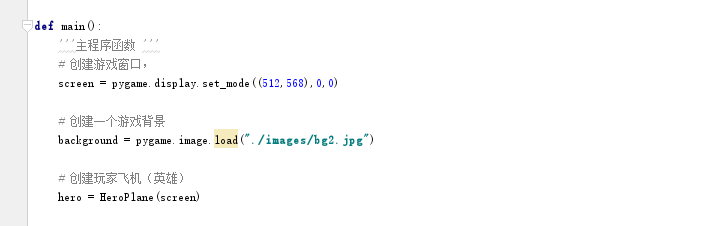 def main():
'''主程序函数 '''
# 创建游戏窗口，
screen = pygame.display.set_mode((512,568),0,0)
# 创建一个游戏背景
background = pygame.image.load("./images/bg2.jpg")
# 创建玩家飞机（英雄）
hero = HeroPlane(screen)